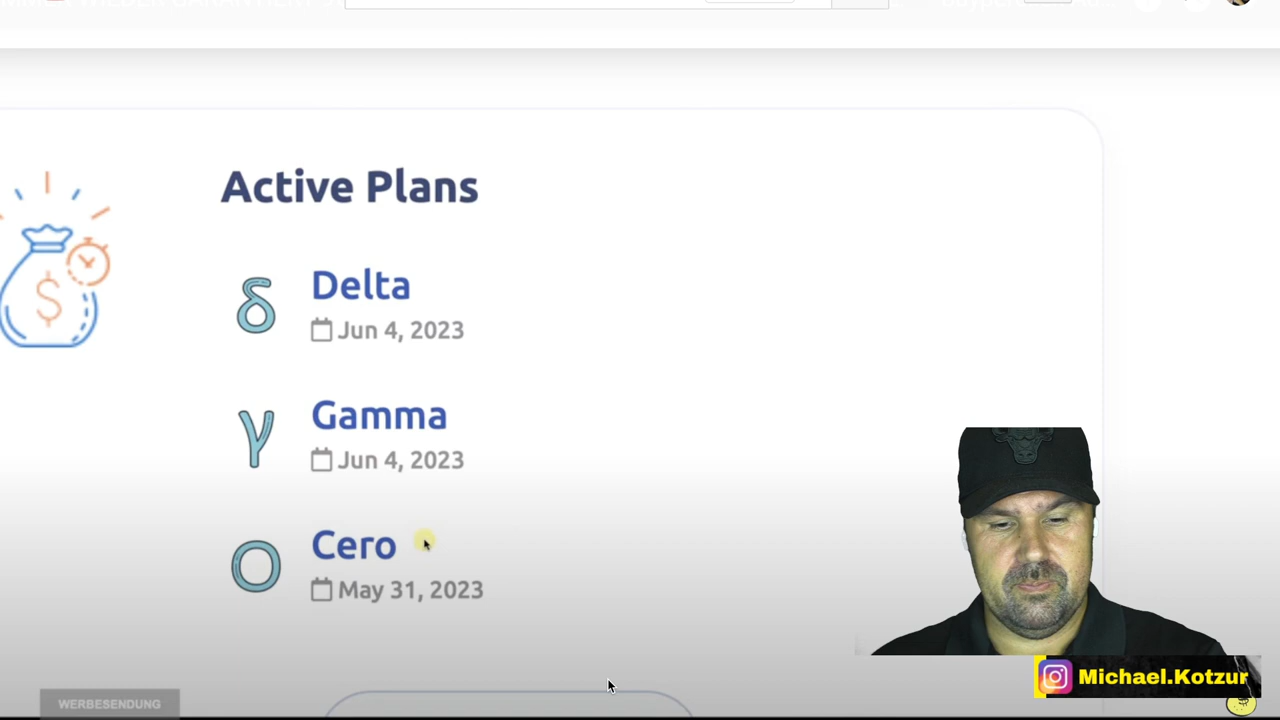 Active Plans
δ
Delta
Jun 4, 2023
γ
Gamma
Jun 4, 2023
O
Cero
May 31, 2023
Michael.Kotzur
WERBESENDUNG